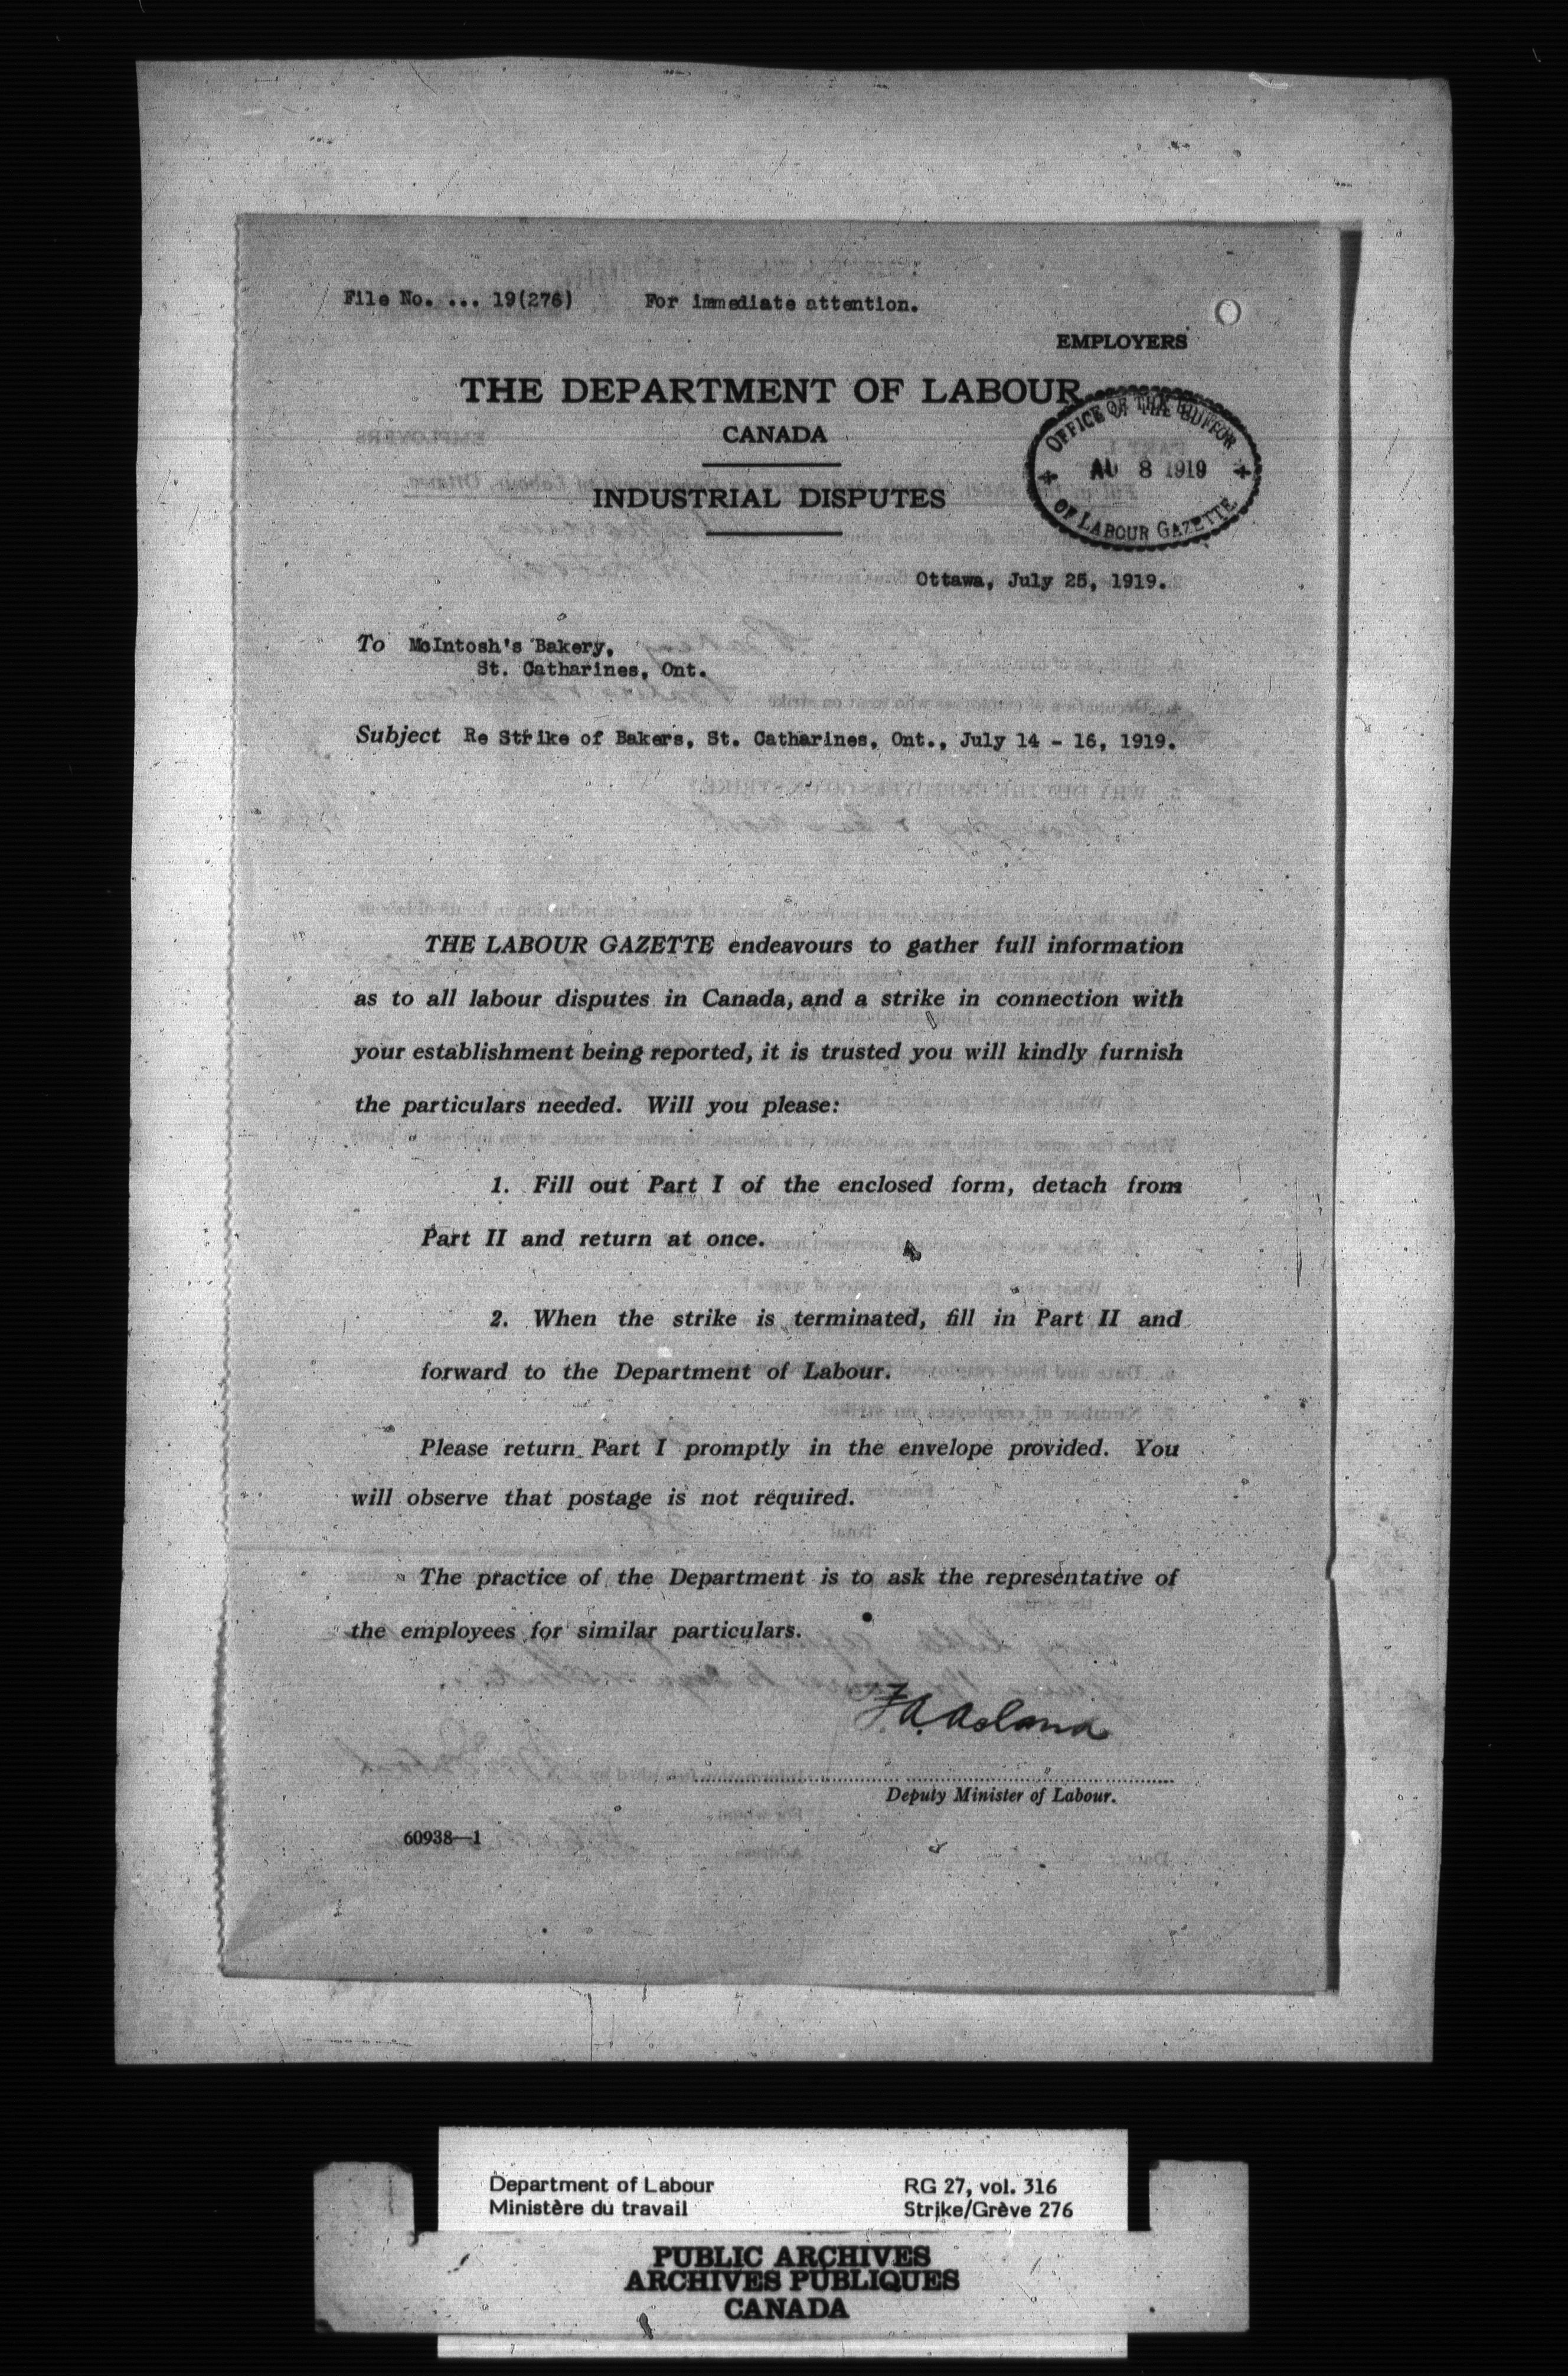 File No. ... 19(276) For immediate attention.
EMPLOYERS
THE DEPARTMENT OF LABOUR
CANADA
INDUSTRIAL DISPUTES
OFFICE OF THE EDITOR
AU 8 1919
OF LABOUR GAZETTE
Ottawa, July 25, 1919.
To McIntosh's Bakery,
St. Catharines, Ont.
Subject Re Strike of Bakers, St. Catharines, Ont., July 14 - 16, 1919.
THE LABOUR GAZETTE endeavours to gather full information
as to all labour disputes in Canada, and a strike in connection with
your establishment being reported, it is trusted you will kindly furnish
the particulars needed. Will you please:
1. Fill out Part I of the enclosed form, detach from
Part II and return at once.
2. When the strike is terminated, fill in Part II and
forward to the Department of Labour.
Please return Part I promptly in the envelope provided. You
will observe that postage is not required.
The practice of the Department is to ask the representative of
the employees for similar particulars.
F. A. Acland
Deputy Minister of Labour.
60938—1
Department of Labour RG 27, vol. 316
Ministère du travail Strike/Grève 276
PUBLIC ARCHIVES
ARCHIVES PUBLIQUES
CANADA